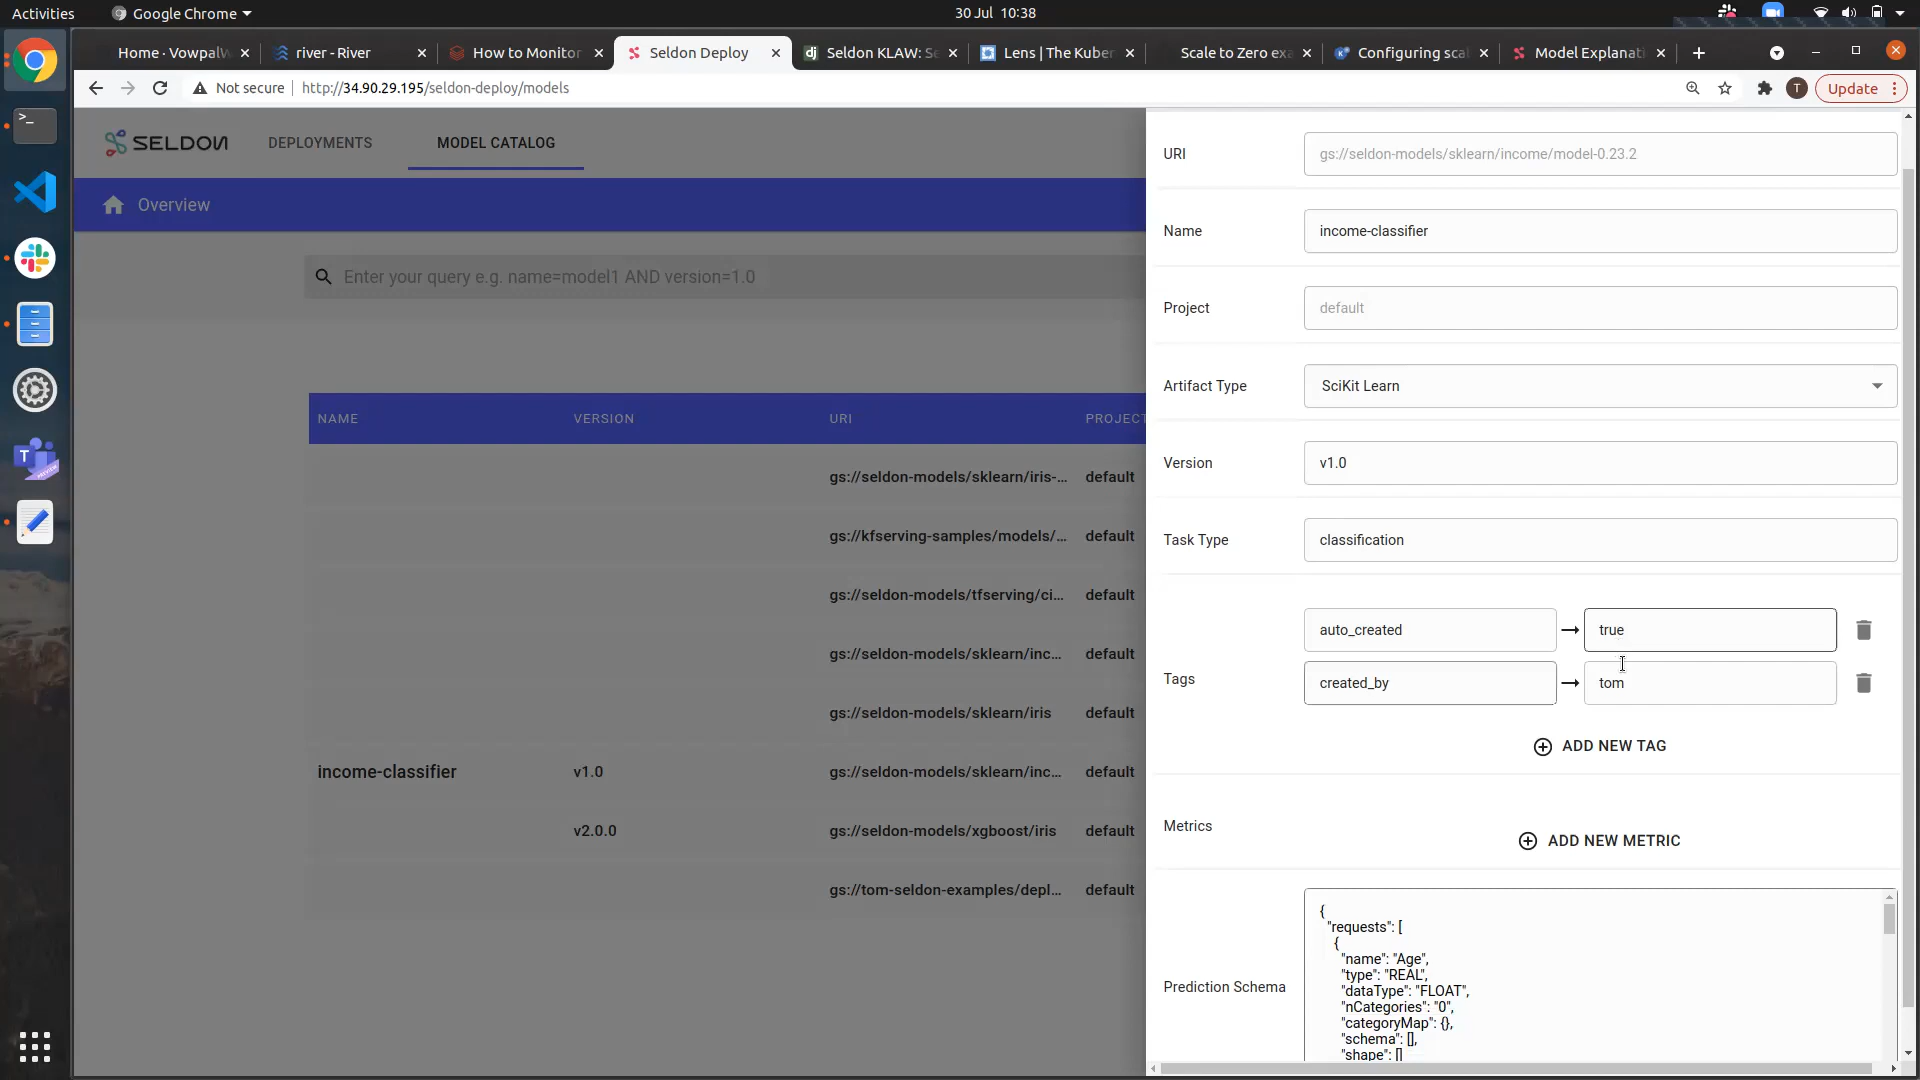 Activities
Google Chrome
30 Jul 10:38
Home · VowpalW
river - River
How to Monitor
Seldon Deploy
Seldon KLAW: Se
Lens | The Kuber
Scale to Zero exa
Configuring scal
Model Explanati
Not secure
http://34.90.29.195/seldon-deploy/models
T
Update
SELDON
DEPLOYMENTS
MODEL CATALOG
Overview
Enter your query e.g. name=model1 AND version=1.0
NAME
VERSION
URI
PROJECT
gs://seldon-models/sklearn/iris-...
default
gs://kfserving-samples/models/...
default
gs://seldon-models/tfserving/ci...
default
gs://seldon-models/sklearn/inc...
default
gs://seldon-models/sklearn/iris
default
income-classifier
v1.0
gs://seldon-models/sklearn/inc...
default
v2.0.0
gs://seldon-models/xgboost/iris
default
gs://tom-seldon-examples/depl...
default
URI
gs://seldon-models/sklearn/income/model-0.23.2
Name
income-classifier
Project
default
Artifact Type
SciKit Learn
Version
v1.0
Task Type
classification
Tags
auto_created
true
created_by
tom
ADD NEW TAG
Metrics
ADD NEW METRIC
Prediction Schema
{
"requests": [
{
"name": "Age",
"type": "REAL",
"dataType": "FLOAT",
"nCategories": "0",
"categoryMap": {},
"schema": [],
"shape": []